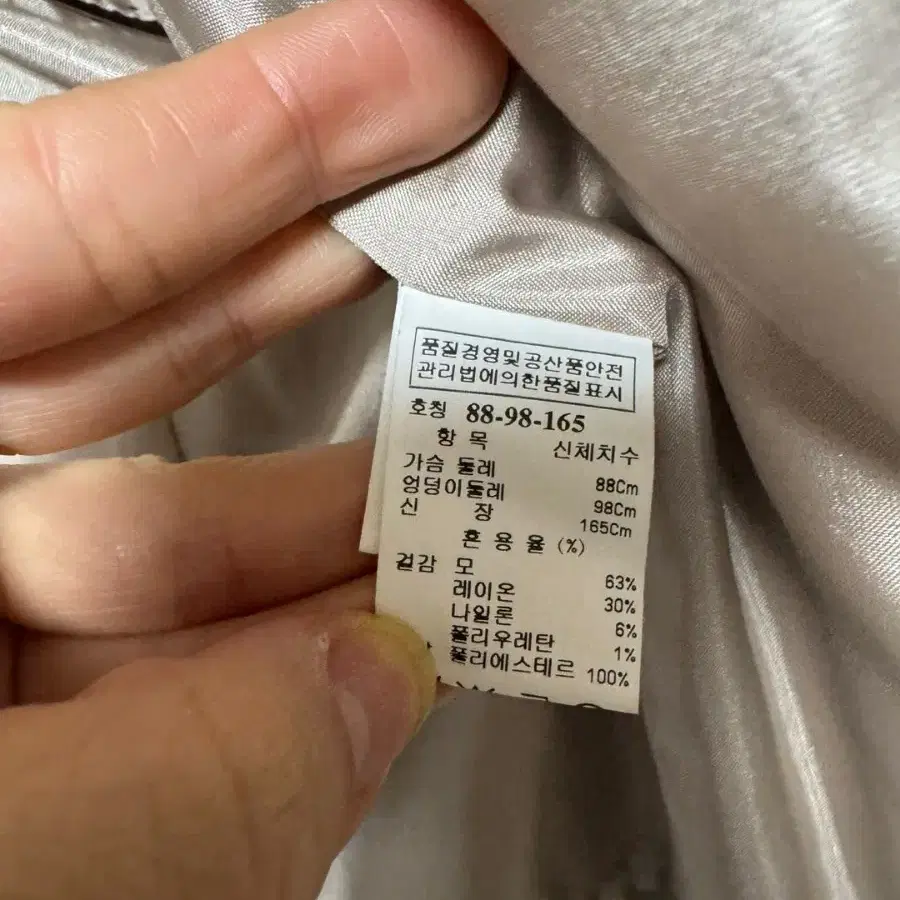 품질경영및공산품안전
관리법에의한품질표시
호칭 88-98-165
항 목 신체치수
가슴 둘레 88Cm
엉덩이둘레 98Cm
신 장 165Cm
혼 용 율 (%)
겉감 모 63%
레이온 30%
나일론 6%
폴리우레탄 1%
폴리에스테르 100%